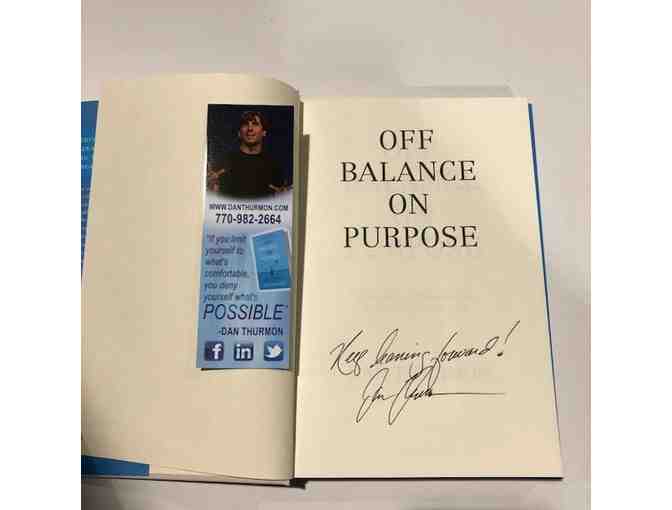 WWW.DANTHURMON.COM
770-982-2664
"If you limit
yourself to
what's
comfortable,
you deny
yourself what's
POSSIBLE"
-DAN THURMON
f in
OFF
BALANCE
ON
PURPOSE
Keep leaning forward!